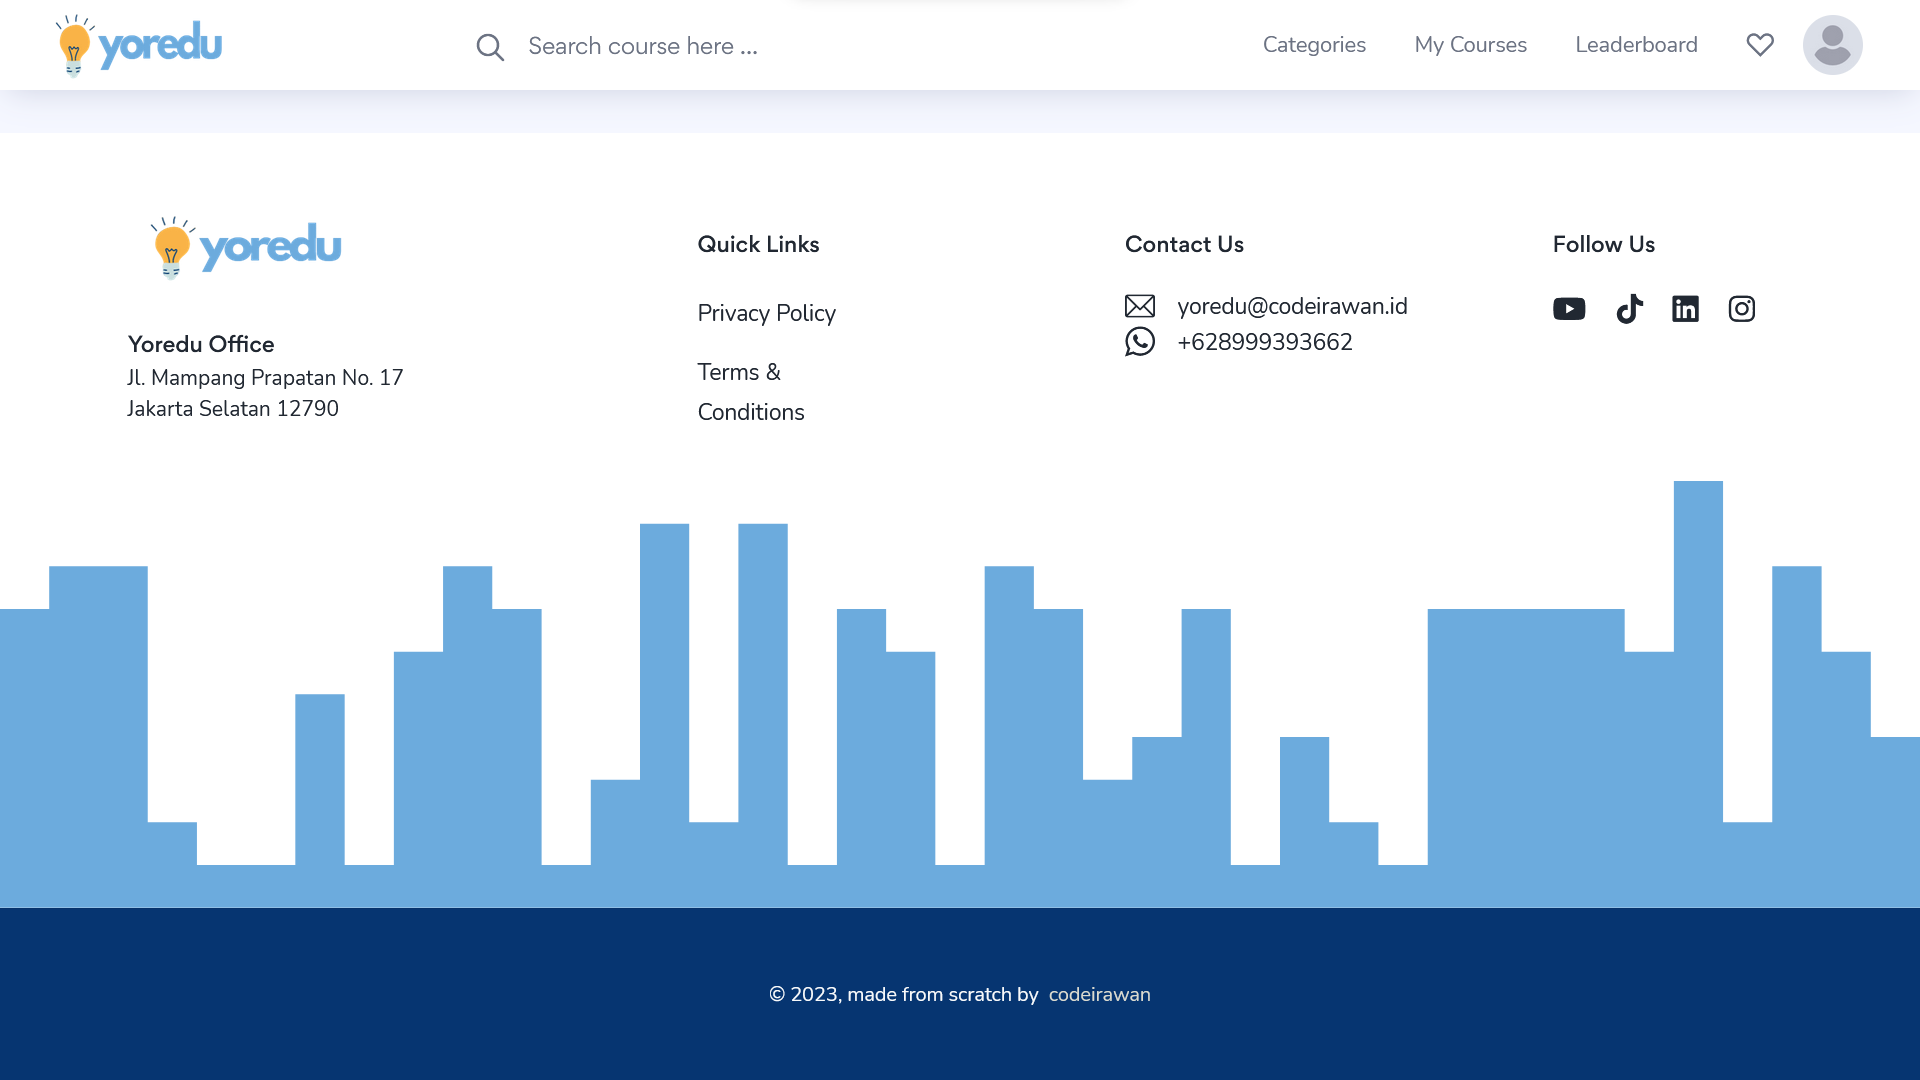 yoredu
Search course here ...
Categories
My Courses
Leaderboard
yoredu
Yoredu Office
Jl. Mampang Prapatan No. 17
Jakarta Selatan 12790
Quick Links
Privacy Policy
Terms &
Conditions
Contact Us
yoredu@codeirawan.id
+628999393662
Follow Us
© 2023, made from scratch by codeirawan